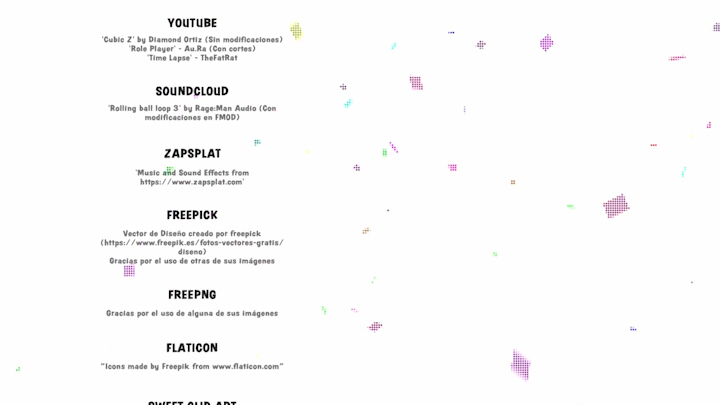 YOUTUBE
'Cubic Z' by Diamond Ortiz (Sin modificaciones)
'Role Player' - Au.Ra (Con cortes)
'Time Lapse' - TheFatRat
SOUNDCLOUD
'Rolling ball loop 3' by Rage:Man Audio (Con
modificaciones en FMOD)
ZAPSPLAT
'Music and Sound Effects from
https://www.zapsplat.com'
FREEPICK
Vector de Diseño creado por freepick
(https://www.freepik.es/fotos-vectores-gratis/
diseno)
Gracias por el uso de otras de sus imágenes
FREEPNG
Gracias por el uso de alguna de sus imágenes
FLATICON
"Icons made by Freepik from www.flaticon.com"
SWEET CLIP ART